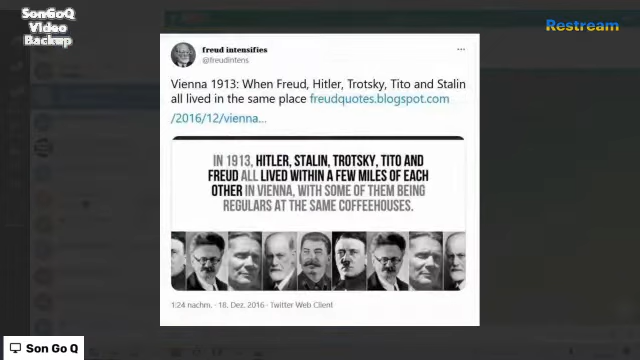 SonGoQ
Video
Backup
Restream
freud intensifies
@freudintens
Vienna 1913: When Freud, Hitler, Trotsky, Tito and Stalin
all lived in the same place freudquotes.blogspot.com
/2016/12/vienna...
IN 1913, HITLER, STALIN, TROTSKY, TITO AND
FREUD ALL LIVED WITHIN A FEW MILES OF EACH
OTHER IN VIENNA, WITH SOME OF THEM BEING
REGULARS AT THE SAME COFFEEHOUSES.
1:24 nachm. · 18. Dez. 2016 · Twitter Web Client
Son Go Q